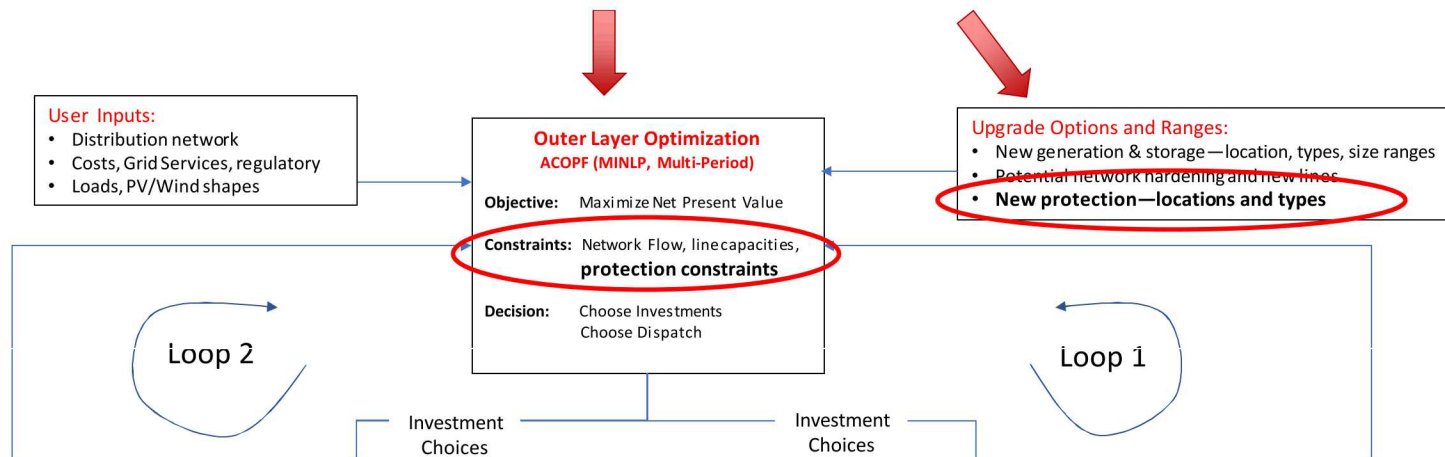 User Inputs:
• Distribution network
• Costs, Grid Services, regulatory
• Loads, PV/Wind shapes
Outer Layer Optimization
ACOPF (MINLP, Multi-Period)
Objective: Maximize Net Present Value
Constraints: Network Flow, line capacities,
protection constraints
Decision: Choose Investments
Choose Dispatch
Upgrade Options and Ranges:
• New generation & storage—location, types, size ranges
• Potential network hardening and new lines
• New protection—locations and types
Loop 2
Loop 1
Investment
Choices
Investment
Choices